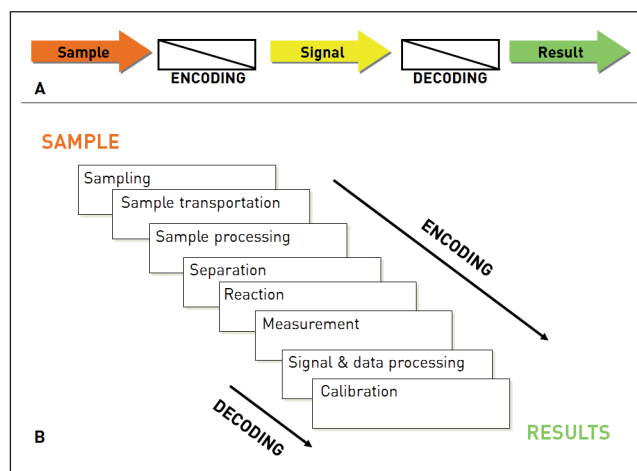 Sample
Signal
Result
ENCODING
DECODING
A
SAMPLE
Sampling
Sample transportation
Sample processing
Separation
Reaction
Measurement
Signal & data processing
Calibration
ENCODING
DECODING
B
RESULTS